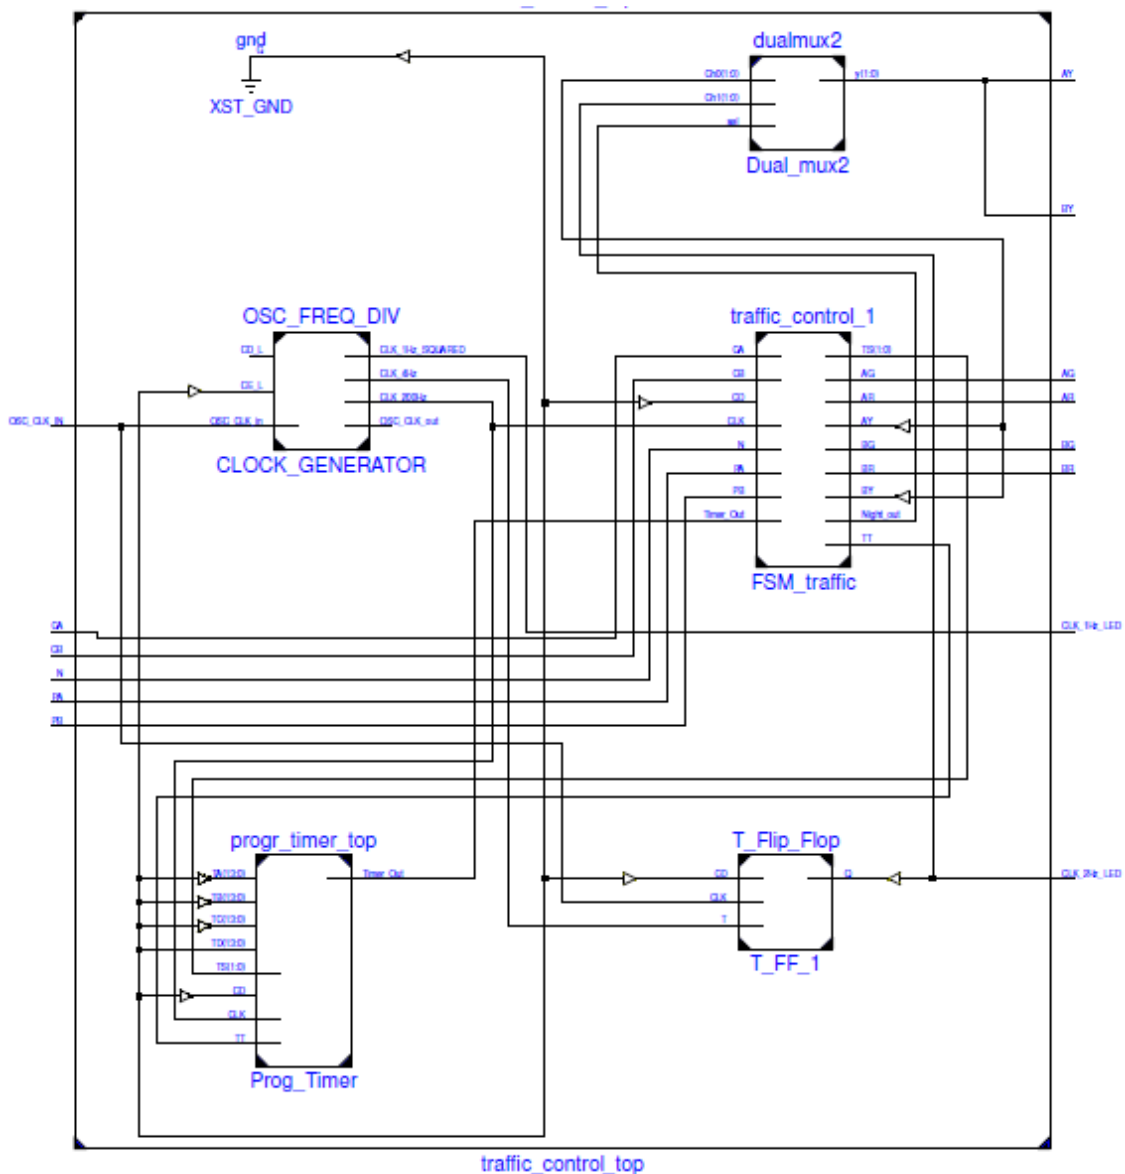 gnd
G
XST_GND
dualmux2
Ch0(1:0)
Ch1(1:0)
sel
y(1:0)
Dual_mux2
AY
BY
OSC_FREQ_DIV
CD_L
CE_L
OSC_CLK_in
CLK_1Hz_SQUARED
CLK_4Hz
CLK_200Hz
OSC_CLK_out
CLOCK_GENERATOR
OSC_CLK_IN
traffic_control_1
CA
CB
CD
CLK
N
PA
PB
Timer_Out
TS(1:0)
AG
AR
AY
BG
BR
BY
Night_out
TT
FSM_traffic
AG
AR
BG
BR
CA
CB
N
PA
PB
CLK_1Hz_LED
progr_timer_top
TA(13:0)
TB(13:0)
TC(13:0)
TD(13:0)
TS(1:0)
CD
CLK
TT
Timer_Out
Prog_Timer
T_Flip_Flop
CD
CLK
T
Q
T_FF_1
CLK_2Hz_LED
traffic_control_top